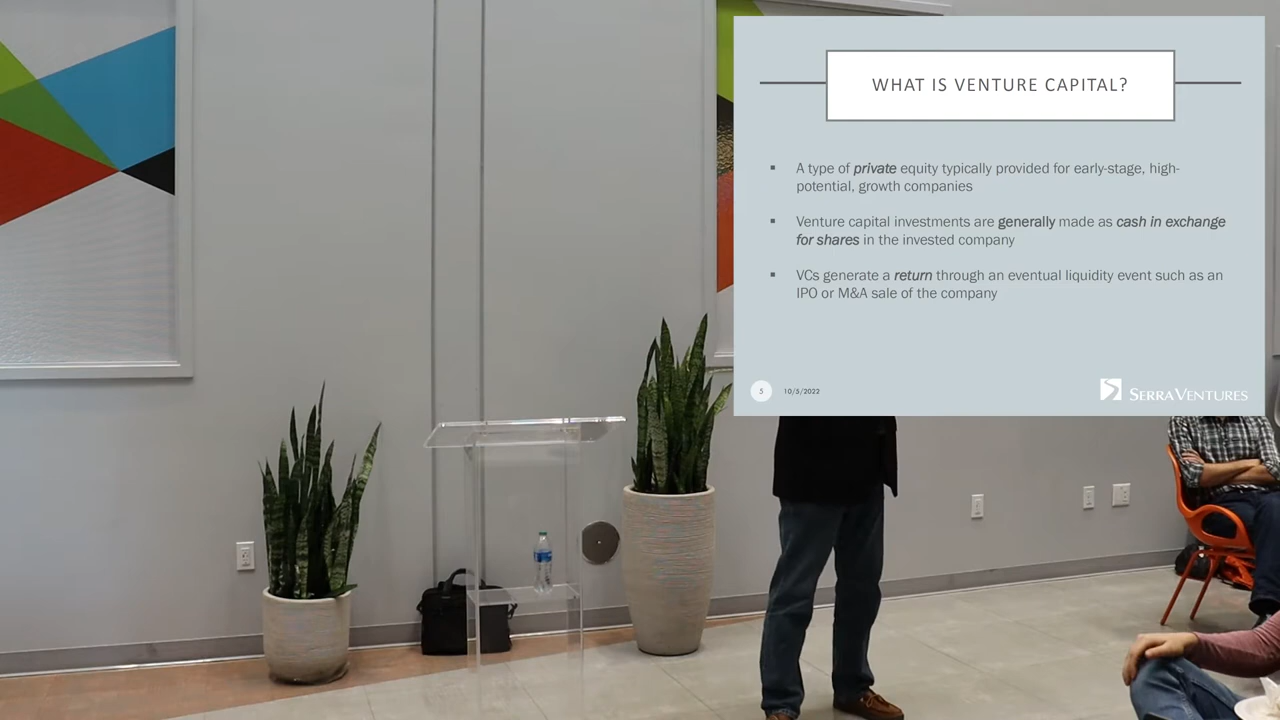 WHAT IS VENTURE CAPITAL?
▪ A type of private equity typically provided for early-stage, high-
potential, growth companies
▪ Venture capital investments are generally made as cash in exchange
for shares in the invested company
▪ VCs generate a return through an eventual liquidity event such as an
IPO or M&A sale of the company
5 10/5/2022
SERRAVENTURES